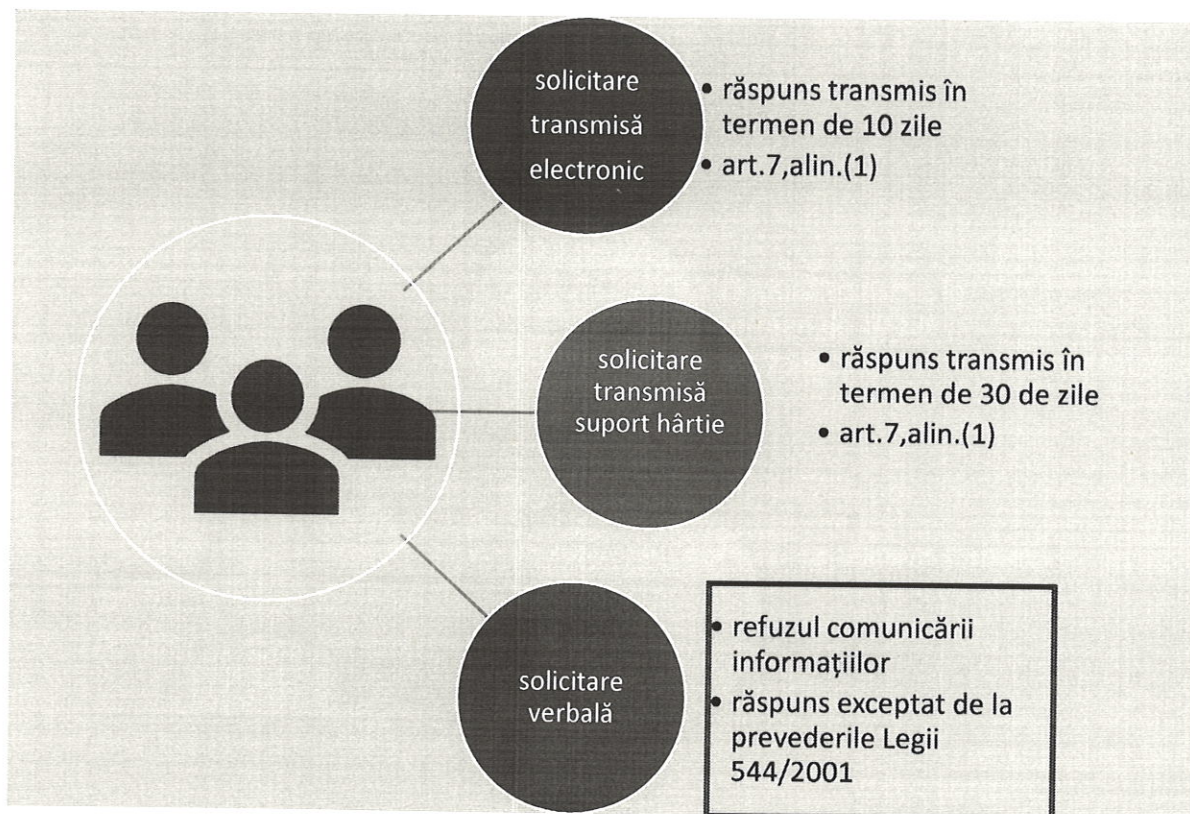 solicitare
transmisă
electronic
• răspuns transmis în
termen de 10 zile
• art.7,alin.(1)
solicitare
transmisă
suport hârtie
• răspuns transmis în
termen de 30 de zile
• art.7,alin.(1)
solicitare
verbală
• refuzul comunicării
informațiilor
• răspuns exceptat de la
prevederile Legii
544/2001